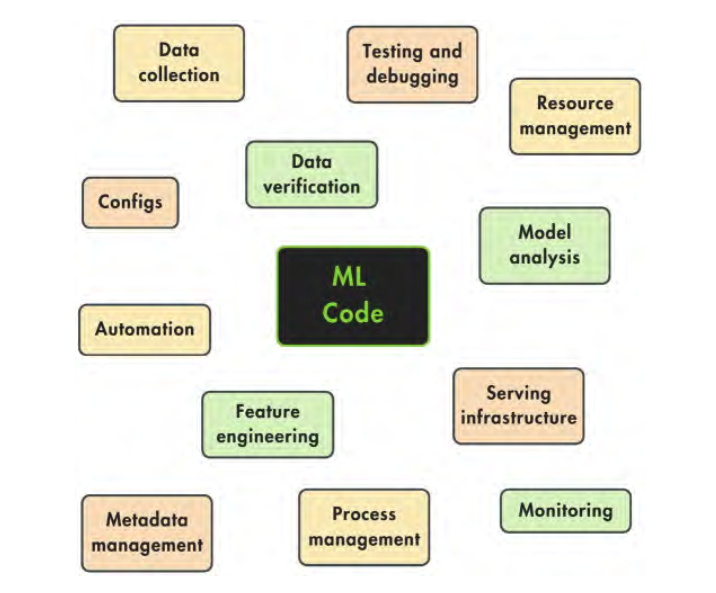 Data
collection
Testing and
debugging
Resource
management
Data
verification
Configs
Model
analysis
ML
Code
Automation
Serving
infrastructure
Feature
engineering
Metadata
management
Process
management
Monitoring